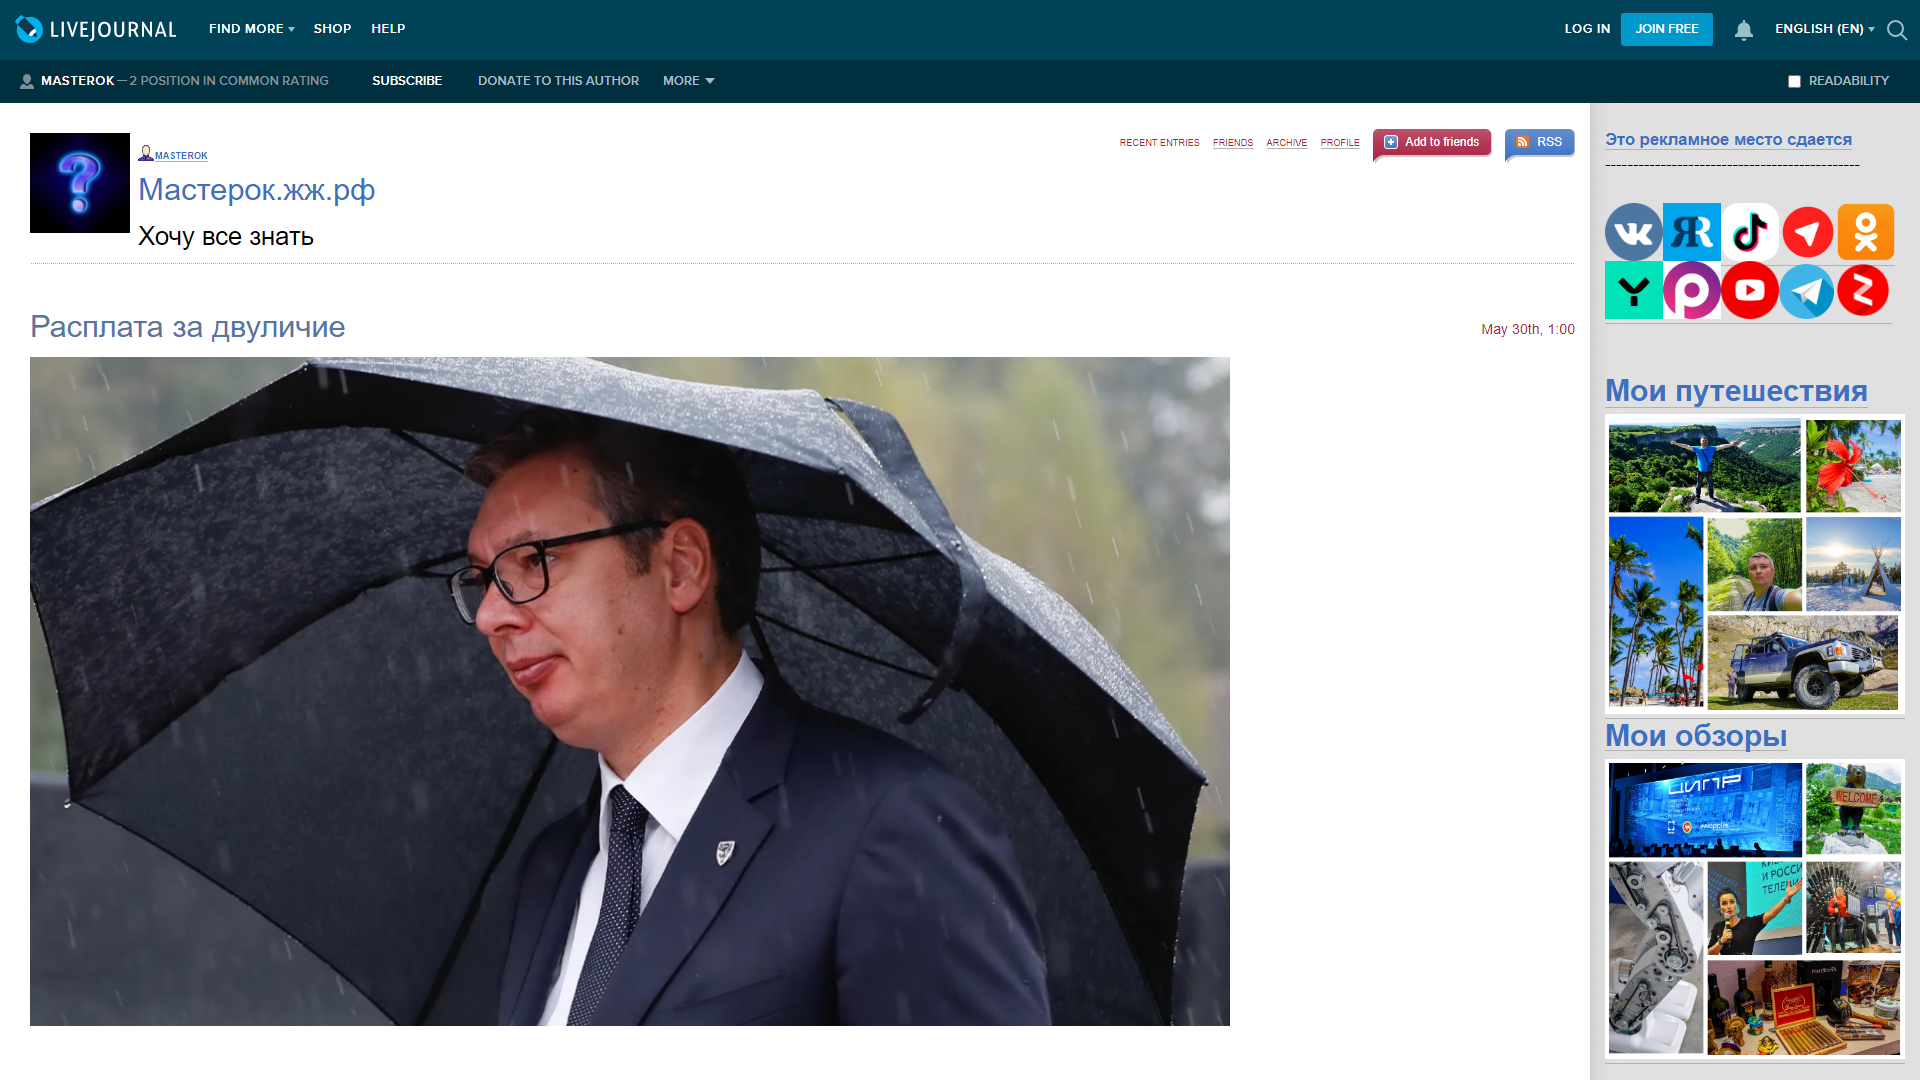 LIVEJOURNAL
FIND MORE
SHOP
HELP
LOG IN
JOIN FREE
ENGLISH (EN)
MASTEROK — 2 POSITION IN COMMON RATING
SUBSCRIBE
DONATE TO THIS AUTHOR
MORE
READABILITY
MASTEROK
Мастерок.жж.рф
Хочу все знать
RECENT ENTRIES
FRIENDS
ARCHIVE
PROFILE
Add to friends
RSS
Расплата за двуличие
May 30th, 1:00
Это рекламное место сдается
---------------------------------------------------
Мои путешествия
Мои обзоры
ЦИПР
WELCOME
И РОССИ
ТЕЛЕМИ